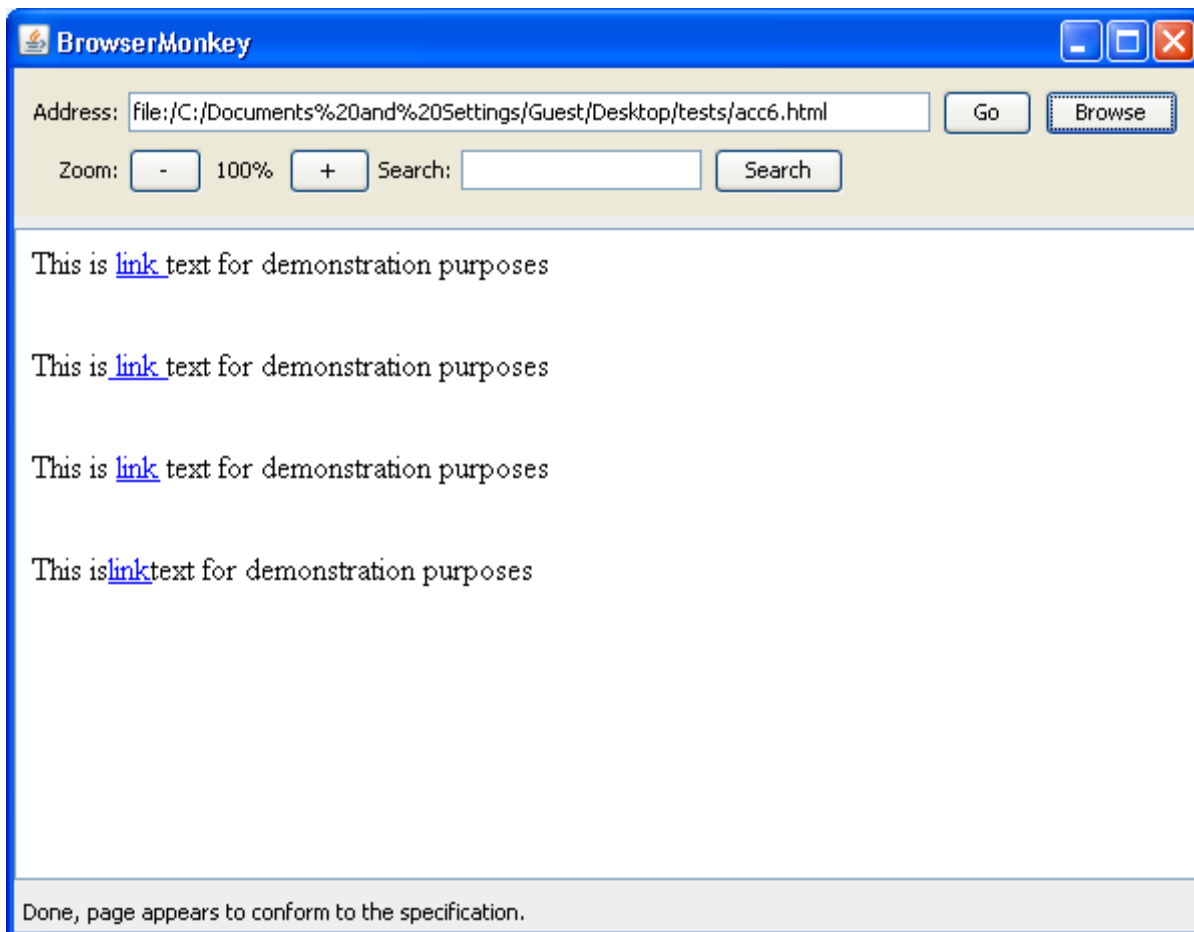 BrowserMonkey
Address: file:/C:/Documents%20and%20Settings/Guest/Desktop/tests/acc6.html Go Browse
Zoom: - 100% + Search: Search
This is link text for demonstration purposes
This is link text for demonstration purposes
This is link text for demonstration purposes
This islinktext for demonstration purposes
Done, page appears to conform to the specification.